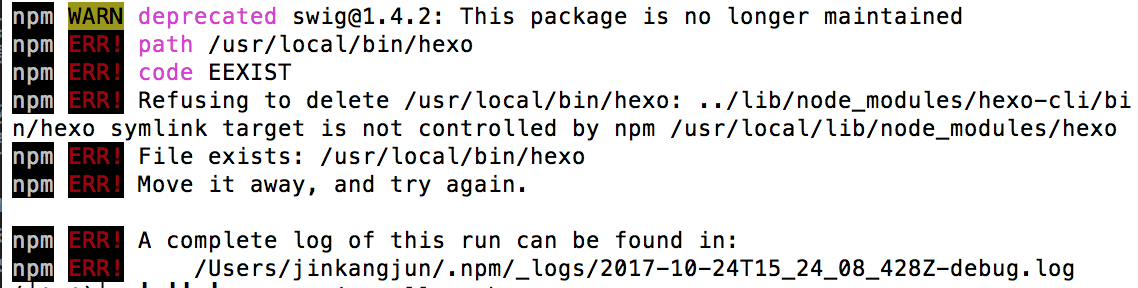 npm WARN deprecated swig@1.4.2: This package is no longer maintained
npm ERR! path /usr/local/bin/hexo
npm ERR! code EEXIST
npm ERR! Refusing to delete /usr/local/bin/hexo: ../lib/node_modules/hexo-cli/bi
n/hexo symlink target is not controlled by npm /usr/local/lib/node_modules/hexo
npm ERR! File exists: /usr/local/bin/hexo
npm ERR! Move it away, and try again.
npm ERR! A complete log of this run can be found in:
npm ERR!     /Users/jinkangjun/.npm/_logs/2017-10-24T15_24_08_428Z-debug.log